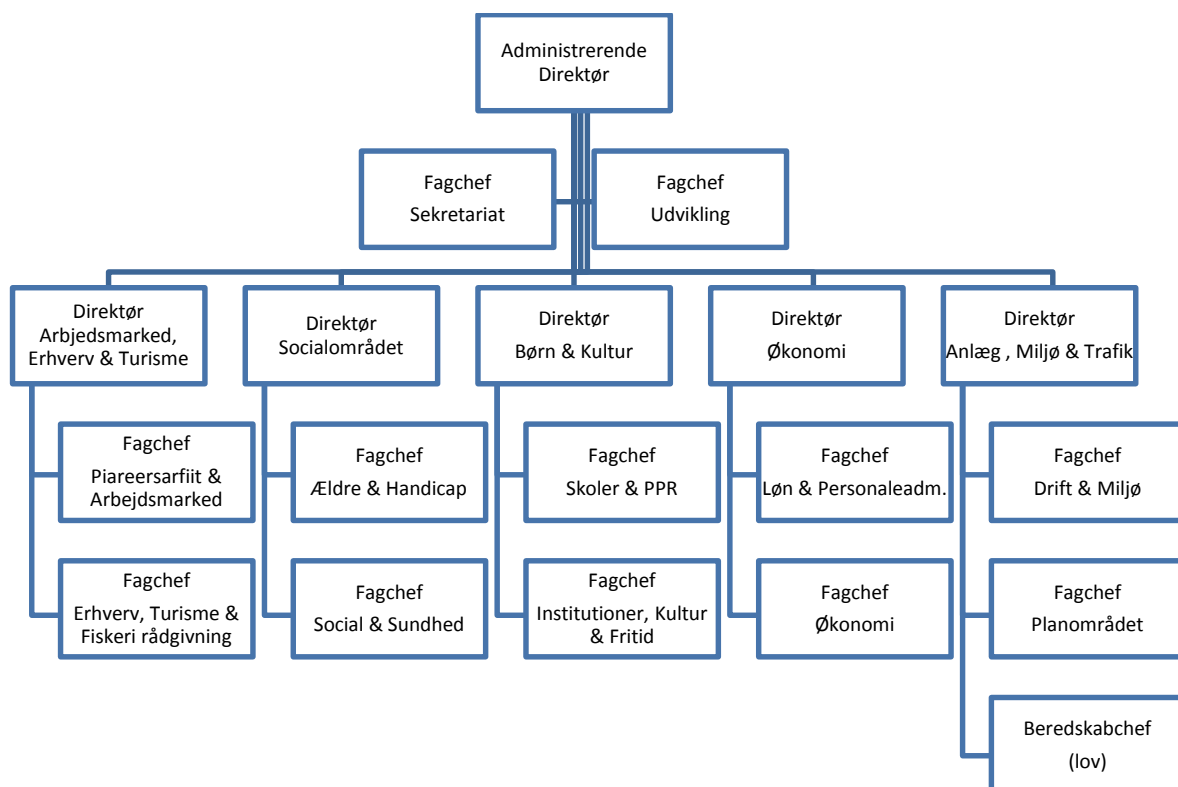 Administrerende
Direktør
Fagchef
Sekretariat
Fagchef
Udvikling
Direktør
Arbjedsmarked,
Erhverv & Turisme
Direktør
Socialområdet
Direktør
Børn & Kultur
Direktør
Økonomi
Direktør
Anlæg , Miljø & Trafik
Fagchef
Piareersarfiit &
Arbejdsmarked
Fagchef
Ældre & Handicap
Fagchef
Skoler & PPR
Fagchef
Løn & Personaleadm.
Fagchef
Drift & Miljø
Fagchef
Erhverv, Turisme &
Fiskeri rådgivning
Fagchef
Social & Sundhed
Fagchef
Institutioner, Kultur
& Fritid
Fagchef
Økonomi
Fagchef
Planområdet
Beredskabchef
(lov)